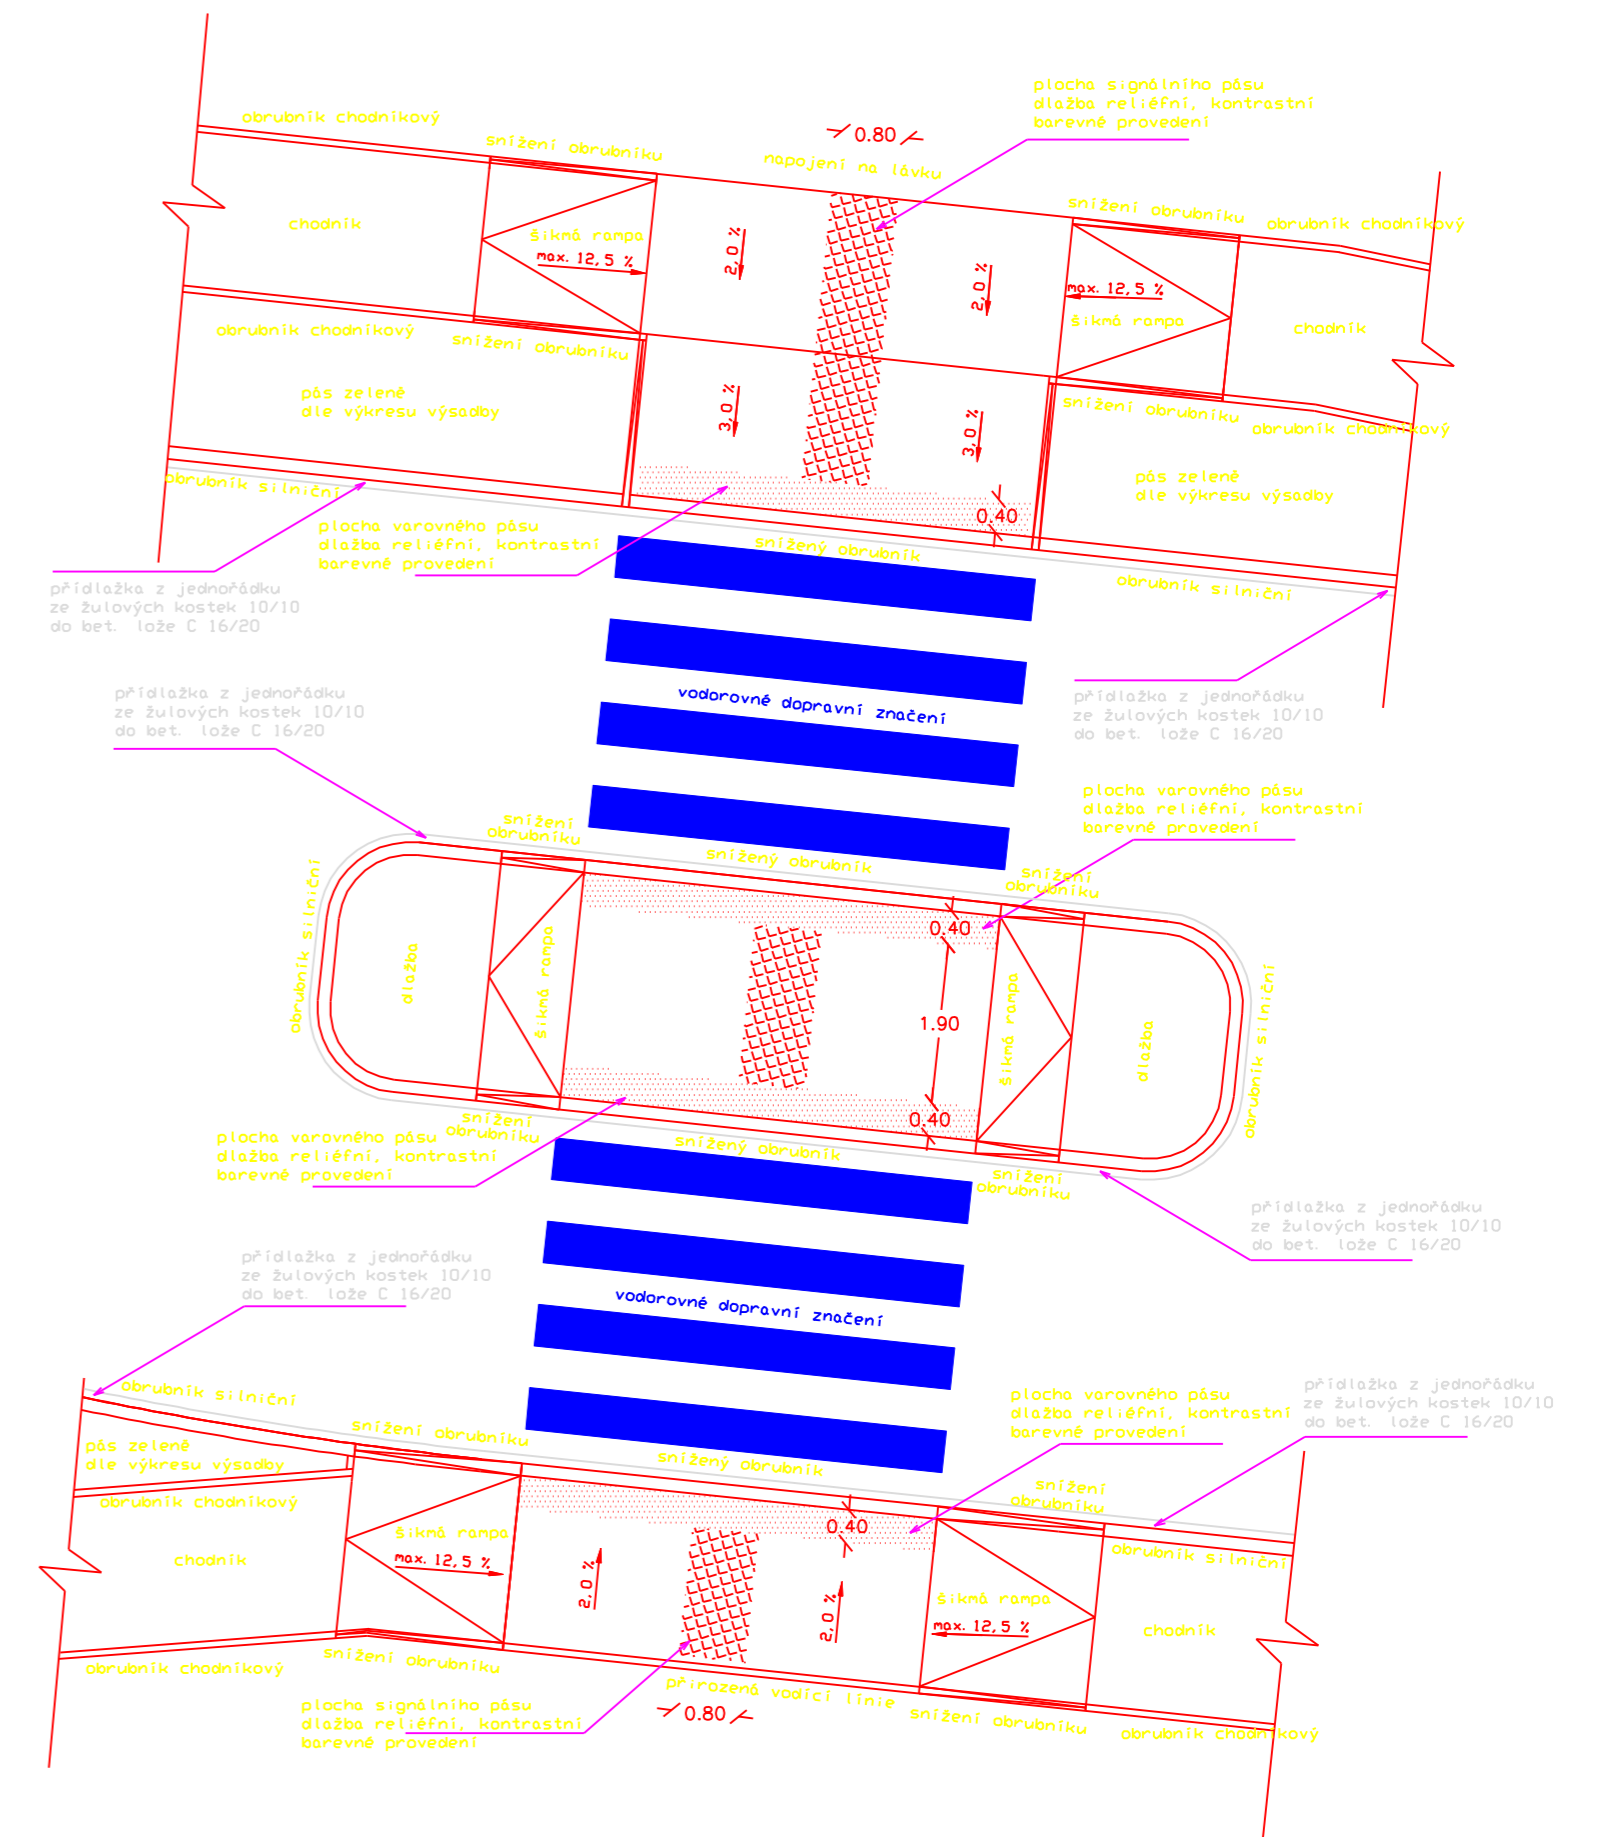 plocha signálního pásu
dlažba reliéfní, kontrastní
barevné provedení
obrubník chodníkový
snížení obrubníku
0.80
napojení na lávku
snížení obrubníku
obrubník chodníkový
chodník
šikmá rampa
max. 12,5 %
2,0 %
2,0 %
max. 12,5 %
šikmá rampa
chodník
obrubník chodníkový
snížení obrubníku
pás zeleně
dle výkresu výsadby
3,0 %
3,0 %
snížení obrubníku
obrubník chodníkový
pás zeleně
dle výkresu výsadby
obrubník silniční
0.40
plocha varovného pásu
dlažba reliéfní, kontrastní
barevné provedení
snížený obrubník
obrubník silniční
přídlažka z jednořádku
ze žulových kostek 10/10
do bet. lože C 16/20
přídlažka z jednořádku
ze žulových kostek 10/10
do bet. lože C 16/20
vodorovné dopravní značení
přídlažka z jednořádku
ze žulových kostek 10/10
do bet. lože C 16/20
plocha varovného pásu
dlažba reliéfní, kontrastní
barevné provedení
snížení
obrubníku
snížený obrubník
snížení
obrubníku
obrubník silniční
dlažba
šikmá rampa
0.40
1.90
0.40
šikmá rampa
dlažba
obrubník silniční
snížení
obrubníku
snížený obrubník
snížení
obrubníku
plocha varovného pásu
dlažba reliéfní, kontrastní
barevné provedení
přídlažka z jednořádku
ze žulových kostek 10/10
do bet. lože C 16/20
přídlažka z jednořádku
ze žulových kostek 10/10
do bet. lože C 16/20
vodorovné dopravní značení
obrubník silniční
snížení obrubníku
snížený obrubník
plocha varovného pásu
dlažba reliéfní, kontrastní
barevné provedení
přídlažka z jednořádku
ze žulových kostek 10/10
do bet. lože C 16/20
pás zeleně
dle výkresu výsadby
obrubník chodníkový
snížení
obrubníku
0.40
obrubník silniční
chodník
šikmá rampa
max. 12,5 %
2,0 %
2,0 %
šikmá rampa
max. 12,5 %
chodník
obrubník chodníkový
snížení obrubníku
přirozená vodící línie
snížení obrubníku
obrubník chodníkový
0.80
plocha signálního pásu
dlažba reliéfní, kontrastní
barevné provedení